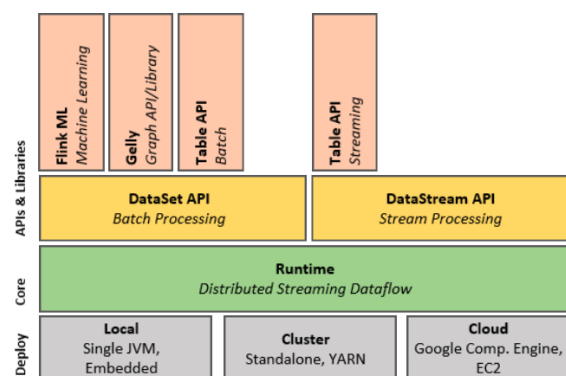 Flink ML
Machine Learning
Gelly
Graph API/Library
Table API
Batch
Table API
Streaming
APIs & Libraries
DataSet API
Batch Processing
DataStream API
Stream Processing
Core
Runtime
Distributed Streaming Dataflow
Deploy
Local
Single JVM,
Embedded
Cluster
Standalone, YARN
Cloud
Google Comp. Engine,
EC2